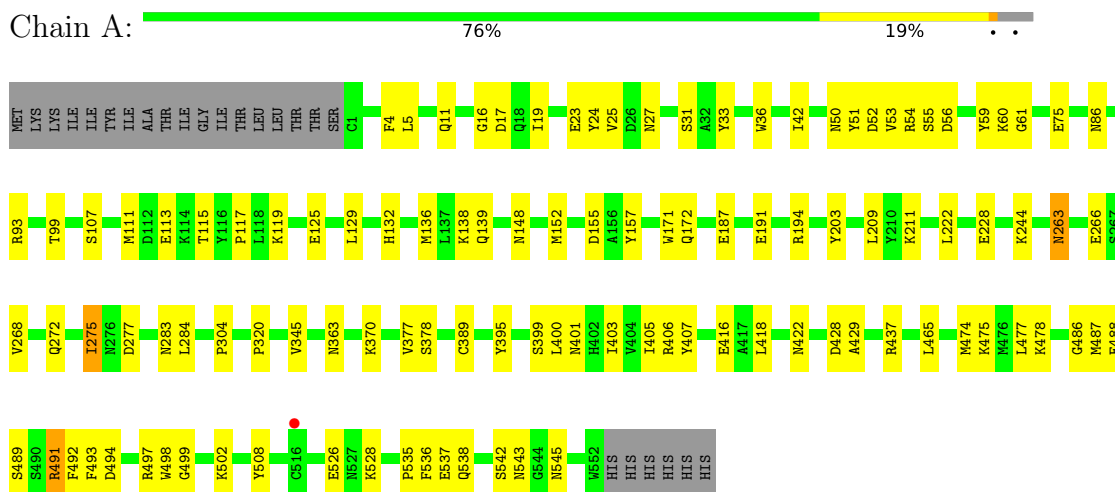 Chain A:
76% 19% • •
MET LYS LYS ILE ILE TYR ILE ALA THR ILE GLY ILE THR LEU LEU THR THR SER C1 F4 L5 Q11 G16 D17 Q18 I19 E23 Y24 V25 D26 N27 S31 A32 Y33 W36 I42 N50 Y51 D52 V53 R54 S55 D56 Y59 K60 G61 E75 N86
R93 T99 S107 M111 D112 E113 K114 T115 Y116 P117 L118 K119 E125 L129 H132 M136 L137 K138 Q139 N148 M152 D155 A156 Y157 W171 Q172 E187 E191 R194 Y203 L209 Y210 K211 L222 E228 K244 N263 E266 S267
V268 Q272 I275 N276 D277 N283 L284 P304 P320 V345 N363 K370 V377 S378 C389 Y395 S399 L400 N401 H402 I403 V404 I405 R406 Y407 E416 A417 L418 N422 D428 A429 R437 L465 M474 K475 M476 L477 K478 G486 M487 E488
S489 S490 R491 F492 F493 D494 R497 W498 G499 K502 Y508 C516 E526 N527 K528 P535 F536 E537 Q538 S542 N543 G544 N545 W552 HIS HIS HIS HIS HIS HIS